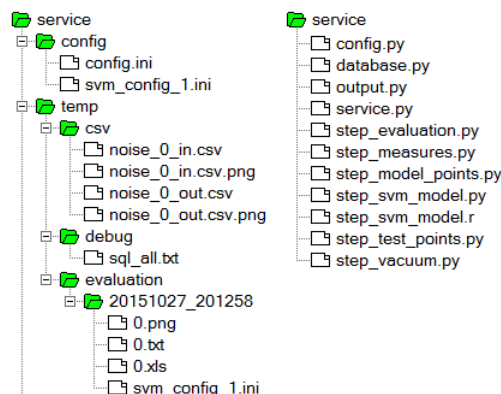 service
config
config.ini
svm_config_1.ini
temp
csv
noise_0_in.csv
noise_0_in.csv.png
noise_0_out.csv
noise_0_out.csv.png
debug
sql_all.txt
evaluation
20151027_201258
0.png
0.txt
0.xls
svm_config_1.ini
service
config.py
database.py
output.py
service.py
step_evaluation.py
step_measures.py
step_model_points.py
step_svm_model.py
step_svm_model.r
step_test_points.py
step_vacuum.py